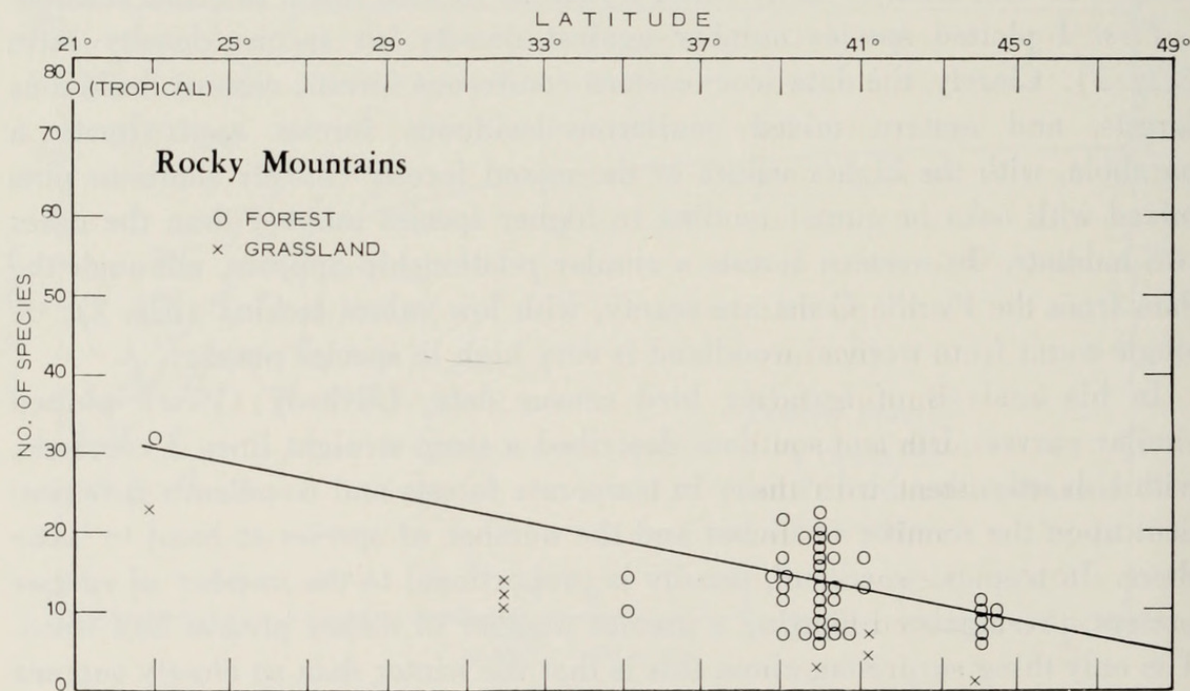 LATITUDE
21° 25° 29° 33° 37° 41° 45° 49°
80
O (TROPICAL)
70
Rocky Mountains
60
O FOREST
× GRASSLAND
50
40
30
20
10
0
NO. OF SPECIES